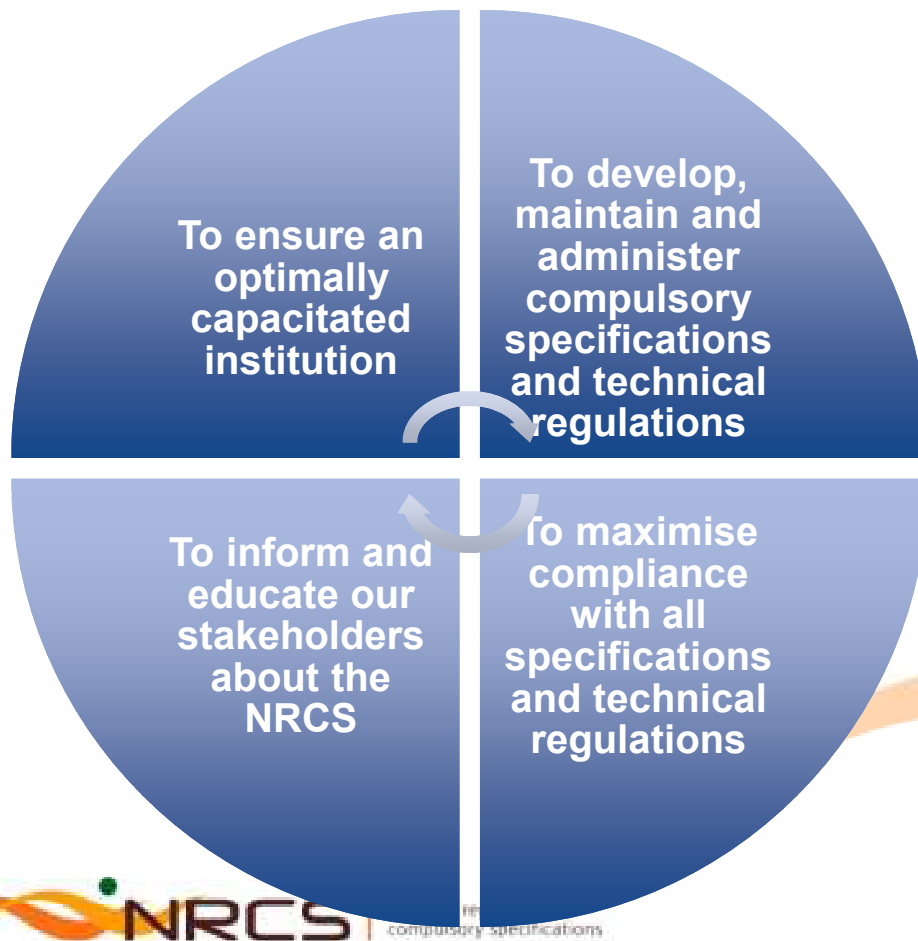 To ensure an
optimally
capacitated
institution
To develop,
maintain and
administer
compulsory
specifications
and technical
regulations
To inform and
educate our
stakeholders
about the
NRCS
To maximise
compliance
with all
specifications
and technical
regulations
NRCS
compulsory specifications